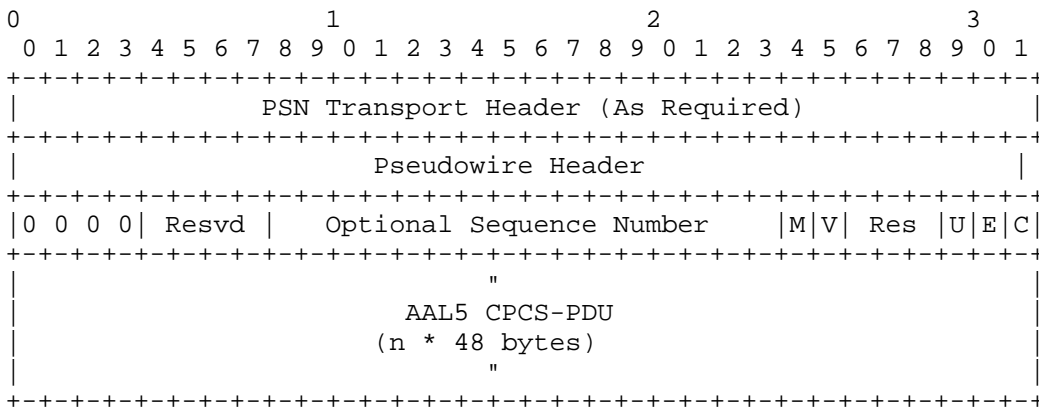 0                   1                   2                   3
 0 1 2 3 4 5 6 7 8 9 0 1 2 3 4 5 6 7 8 9 0 1 2 3 4 5 6 7 8 9 0 1
+-+-+-+-+-+-+-+-+-+-+-+-+-+-+-+-+-+-+-+-+-+-+-+-+-+-+-+-+-+-+-+-+
|               PSN Transport Header (As Required)              |
+-+-+-+-+-+-+-+-+-+-+-+-+-+-+-+-+-+-+-+-+-+-+-+-+-+-+-+-+-+-+-+-+
|                      Pseudowire Header                       |
+-+-+-+-+-+-+-+-+-+-+-+-+-+-+-+-+-+-+-+-+-+-+-+-+-+-+-+-+-+-+-+-+
|0 0 0 0| Resvd |   Optional Sequence Number    |M|V| Res |U|E|C|
+-+-+-+-+-+-+-+-+-+-+-+-+-+-+-+-+-+-+-+-+-+-+-+-+-+-+-+-+-+-+-+-+
|                             "                                 |
|                        AAL5 CPCS-PDU                          |
|                      (n * 48 bytes)                           |
|                             "                                 |
+-+-+-+-+-+-+-+-+-+-+-+-+-+-+-+-+-+-+-+-+-+-+-+-+-+-+-+-+-+-+-+-+